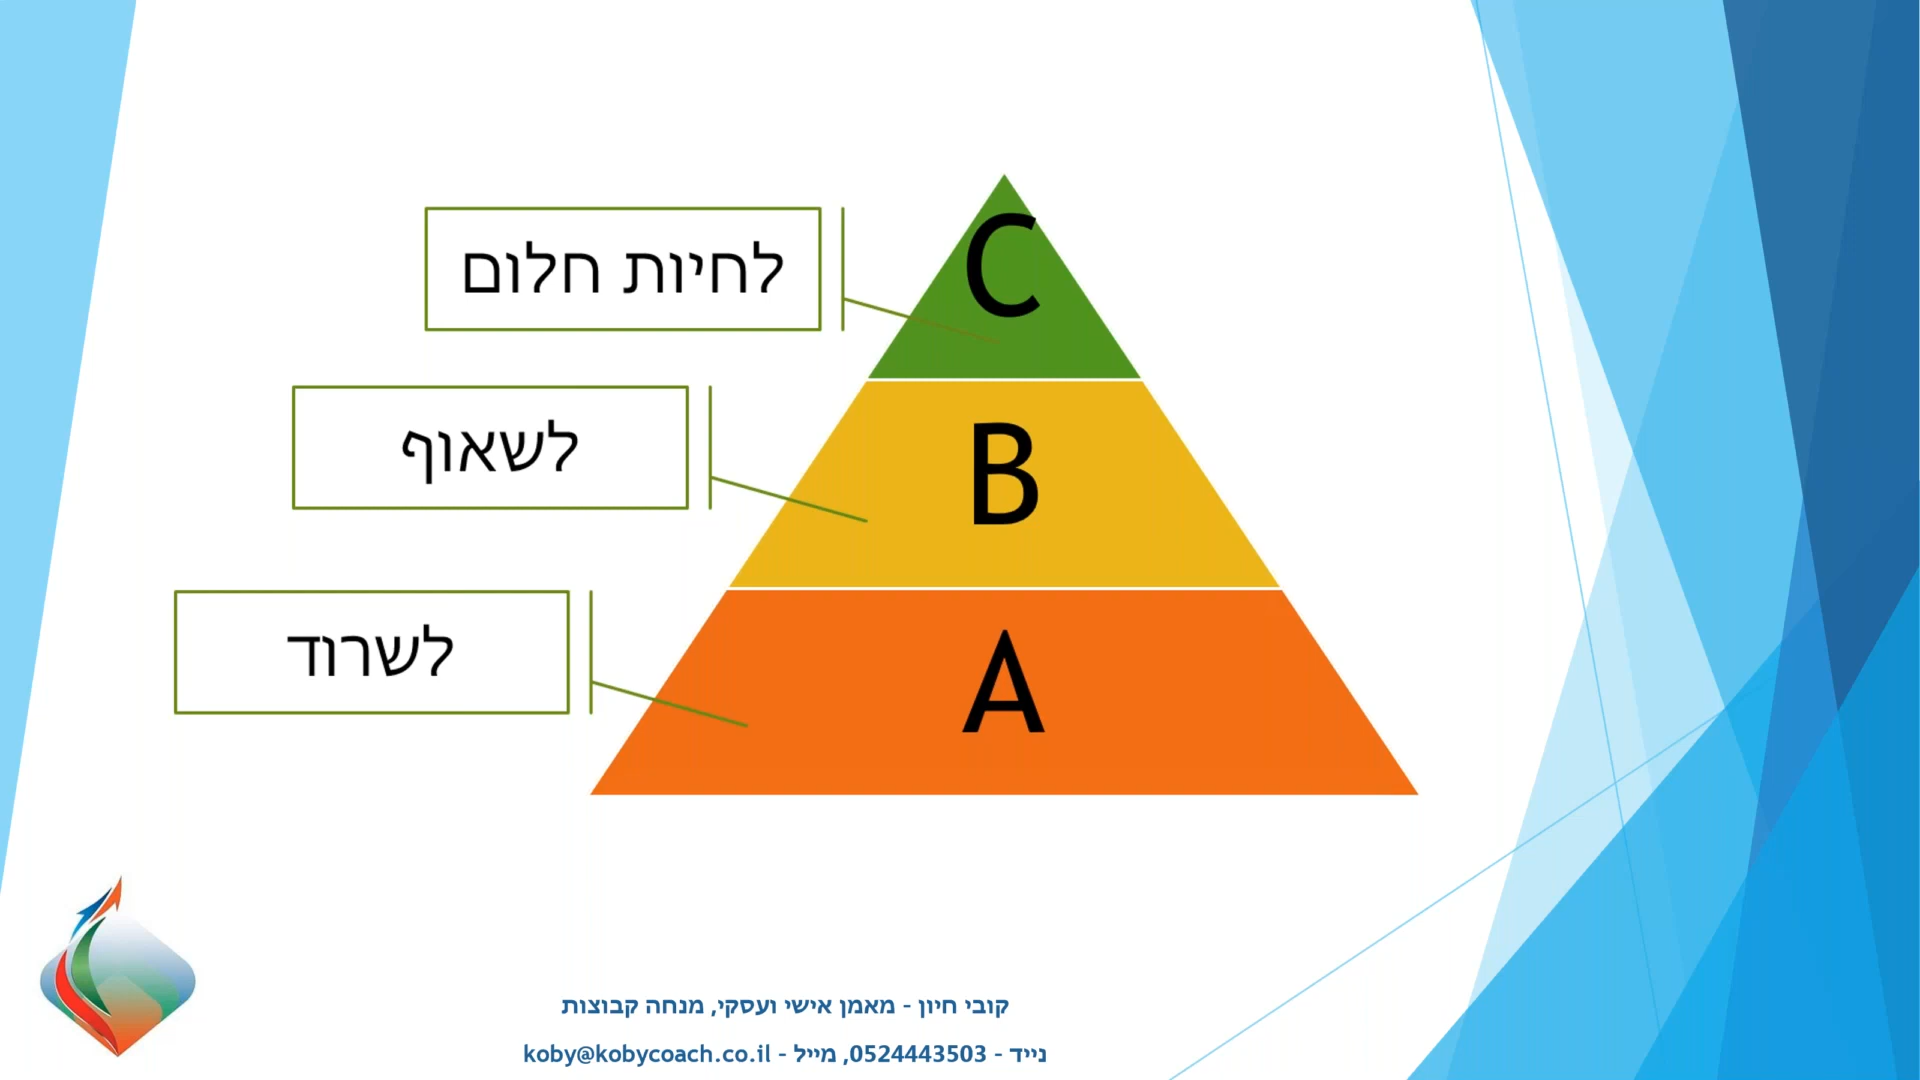 C
לחיות חלום
B
לשאוף
A
לשרוד
קובי חיון - מאמן אישי ועסקי, מנחה קבוצות
נייד - 0524443503, מייל - koby@kobycoach.co.il